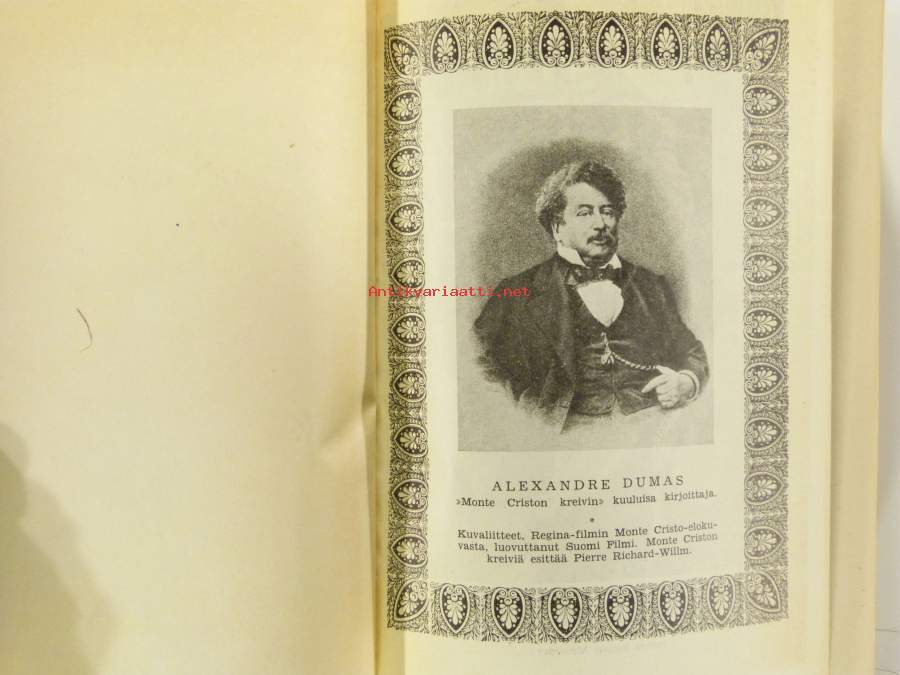 Antikvariaatti.net
ALEXANDRE DUMAS
»Monte Criston kreivin» kuuluisa kirjoittaja.
*
Kuvaliitteet, Regina-filmin Monte Cristo-eloku-
vasta, luovuttanut Suomi Filmi. Monte Criston
kreiviä esittää Pierre Richard-Willm.